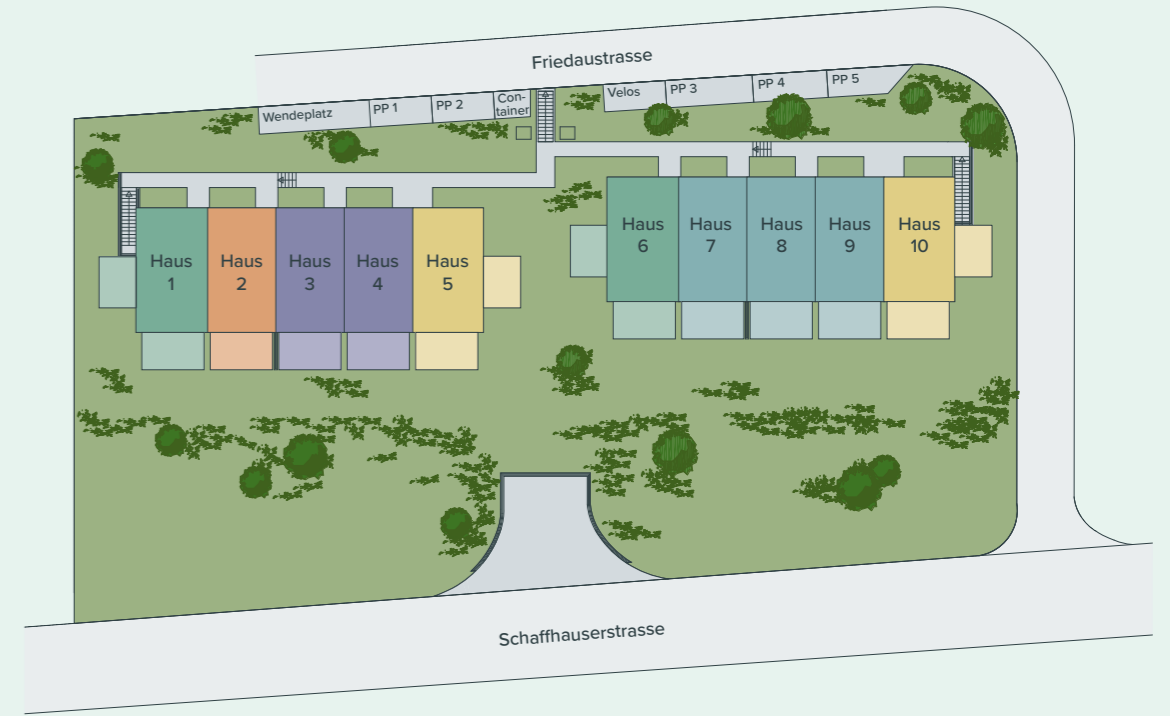 Friedaustrasse
Wendeplatz
PP 1
PP 2
Con-
tainer
Velos
PP 3
PP 4
PP 5
Haus
1
Haus
2
Haus
3
Haus
4
Haus
5
Haus
6
Haus
7
Haus
8
Haus
9
Haus
10
Schaffhauserstrasse